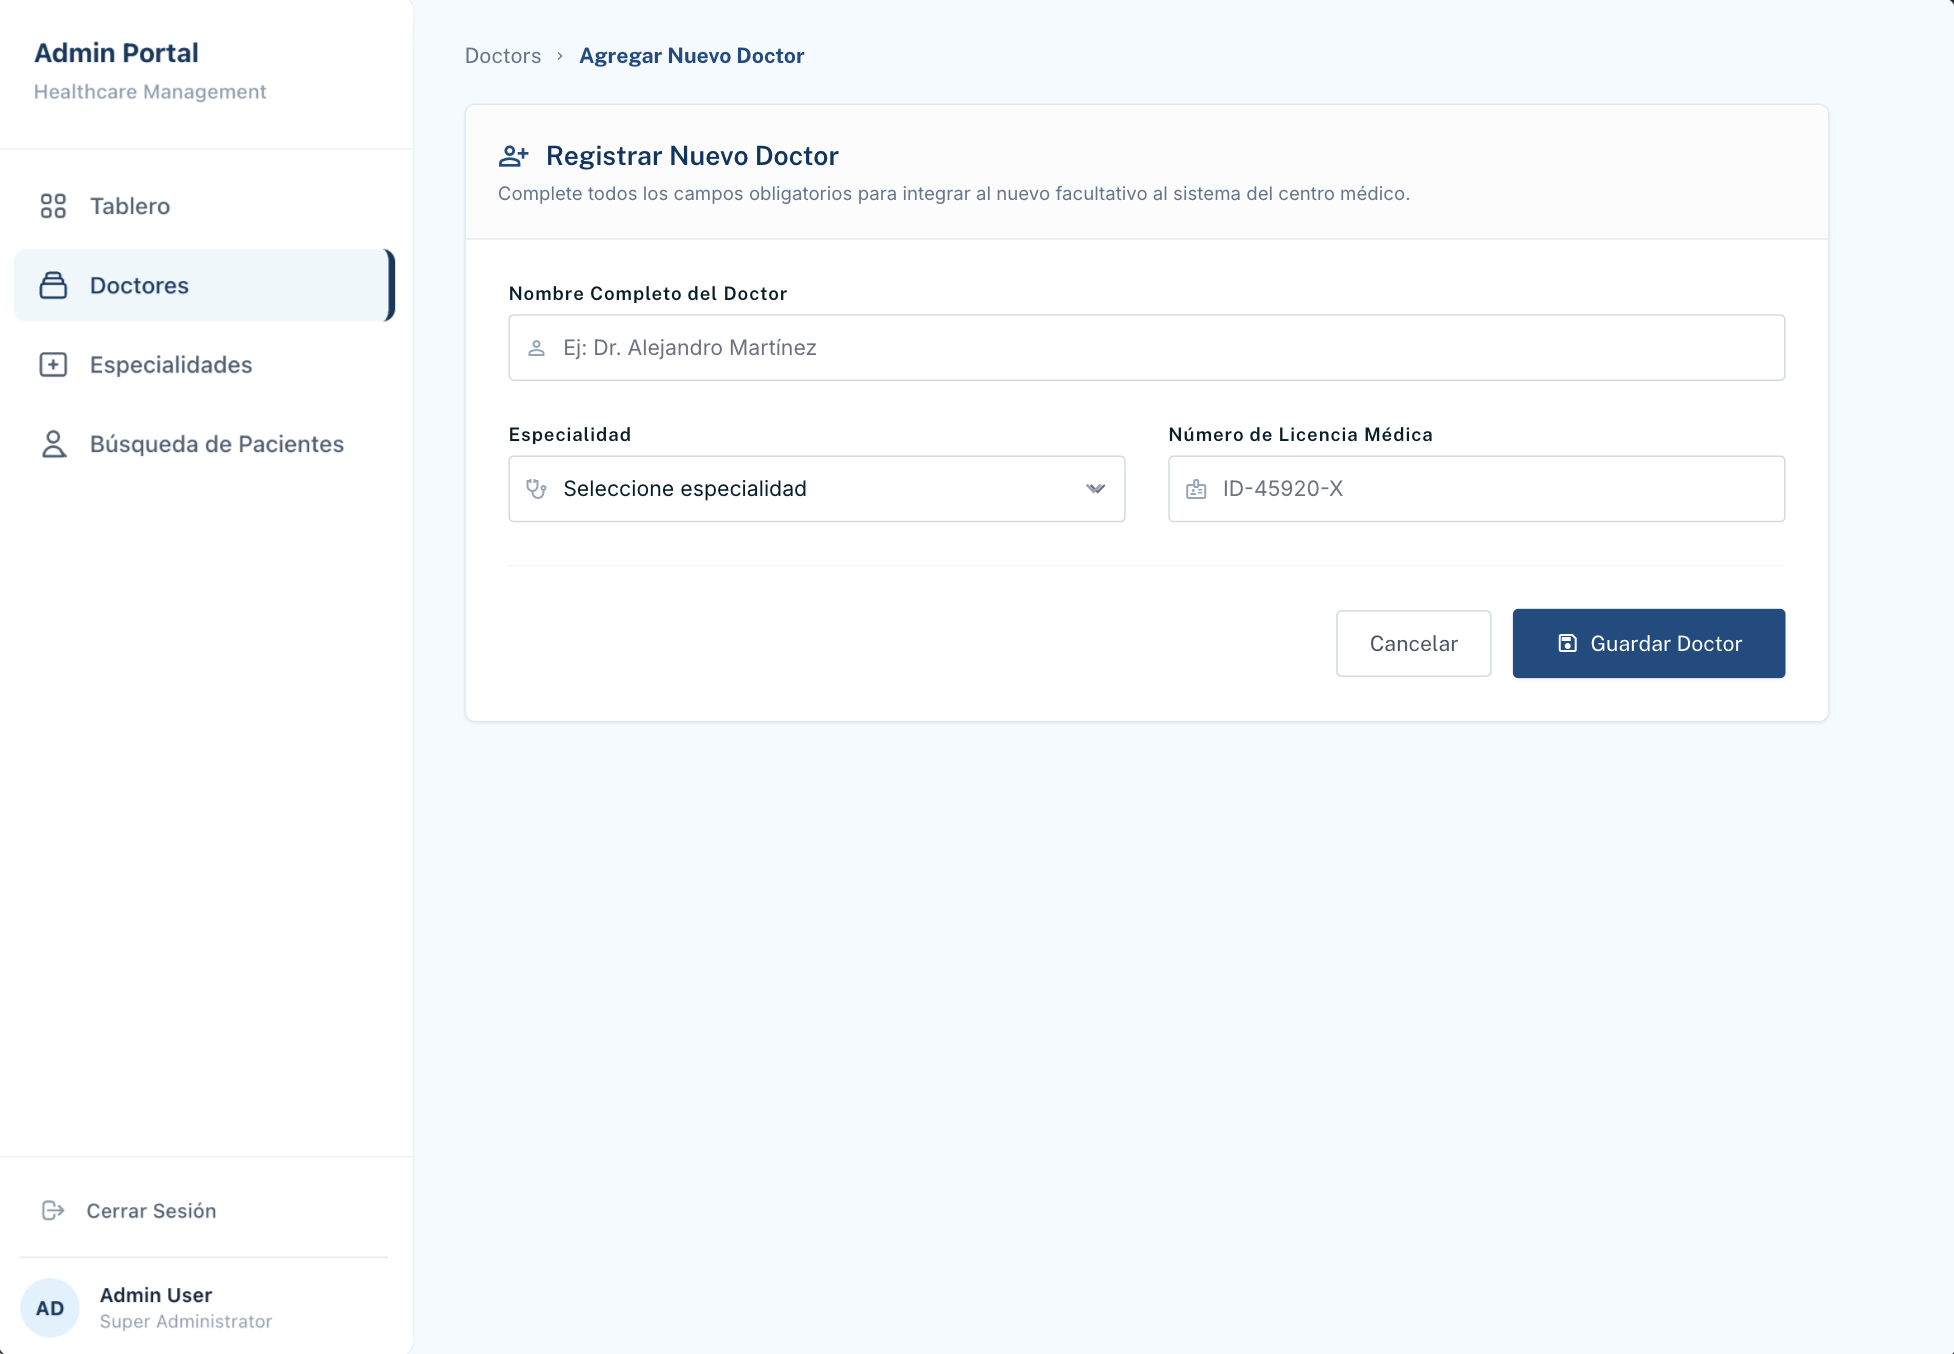 Admin Portal
Healthcare Management
Tablero
Doctores
Especialidades
Búsqueda de Pacientes
Cerrar Sesión
AD
Admin User
Super Administrator
Doctors › Agregar Nuevo Doctor
Registrar Nuevo Doctor
Complete todos los campos obligatorios para integrar al nuevo facultativo al sistema del centro médico.
Nombre Completo del Doctor
Ej: Dr. Alejandro Martínez
Especialidad
Seleccione especialidad
Número de Licencia Médica
ID-45920-X
Cancelar
Guardar Doctor